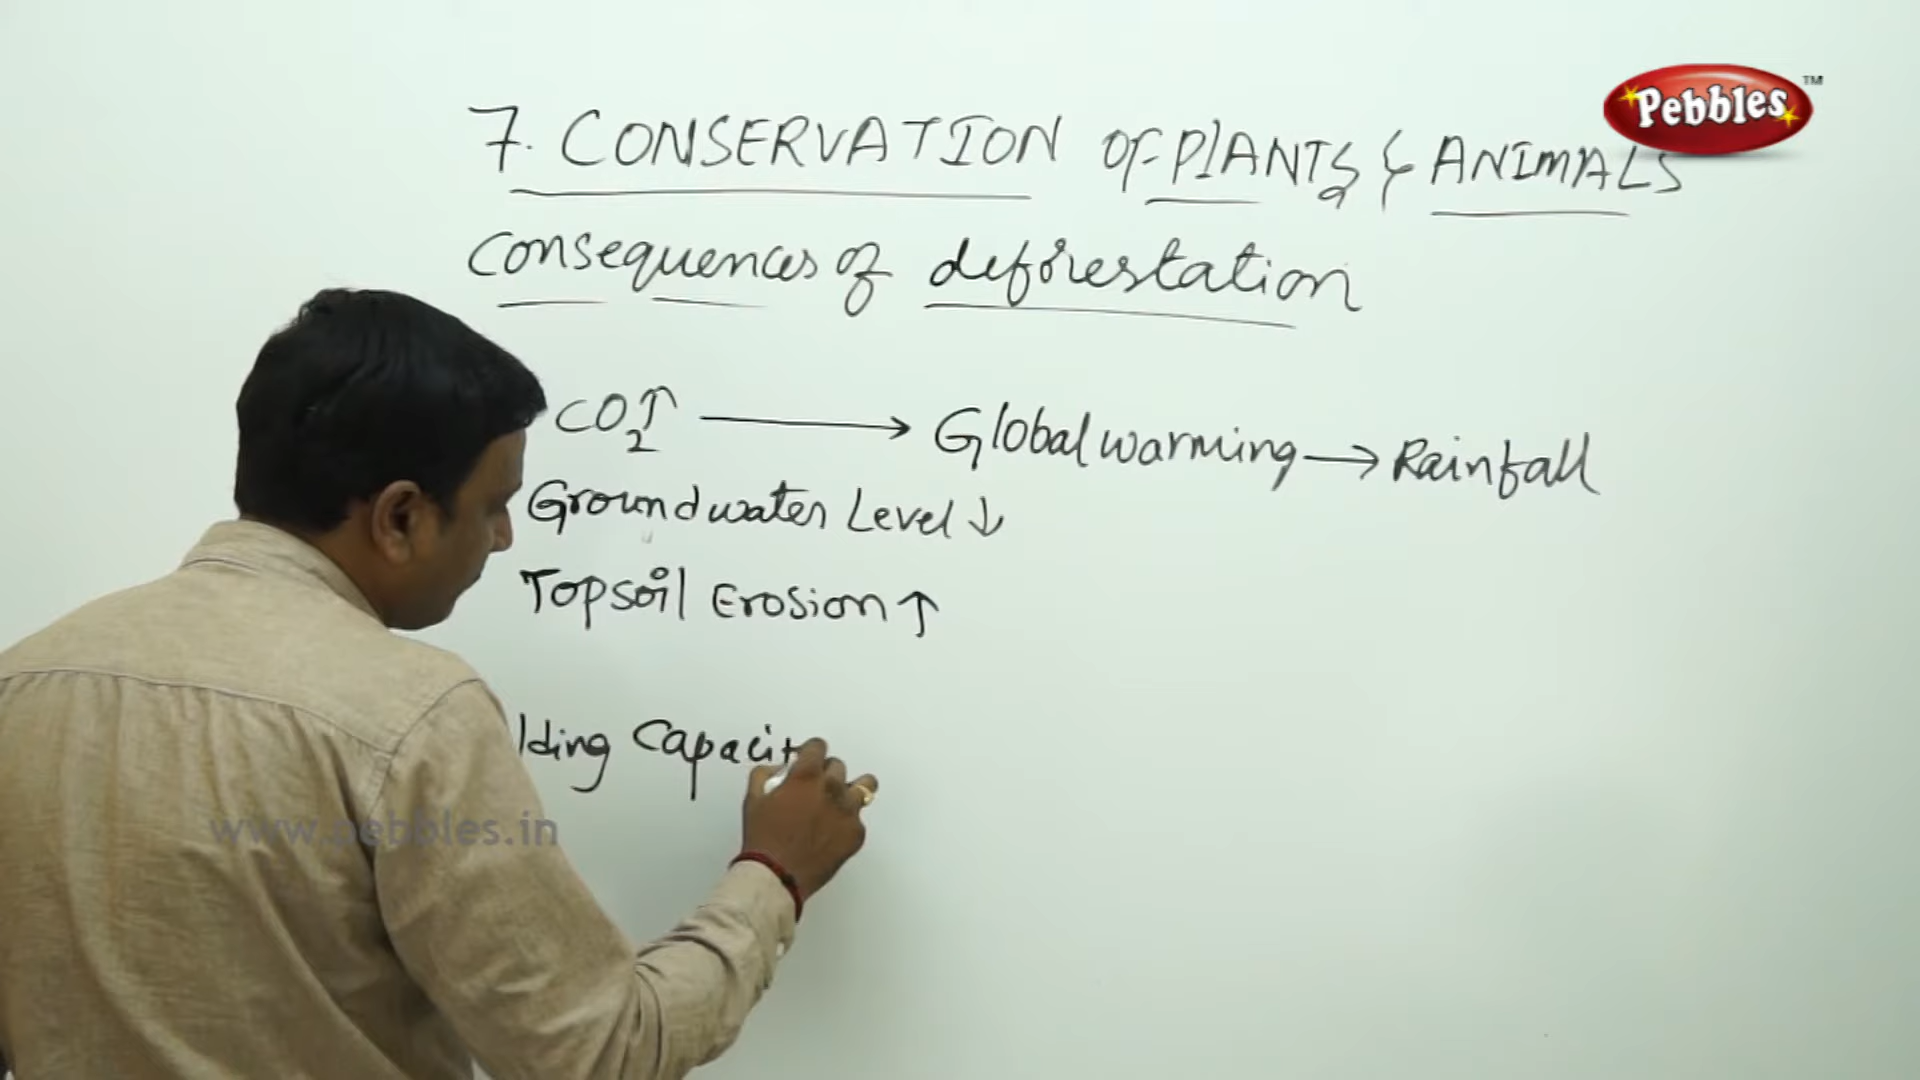 Pebbles TM
7. CONSERVATION OF PLANTS & ANIMALS
Consequences of deforestation
CO2↑ → Global warming → Rainfall
Groundwater Level ↓
Topsoil Erosion ↑
lding Capacit
www.pebbles.in